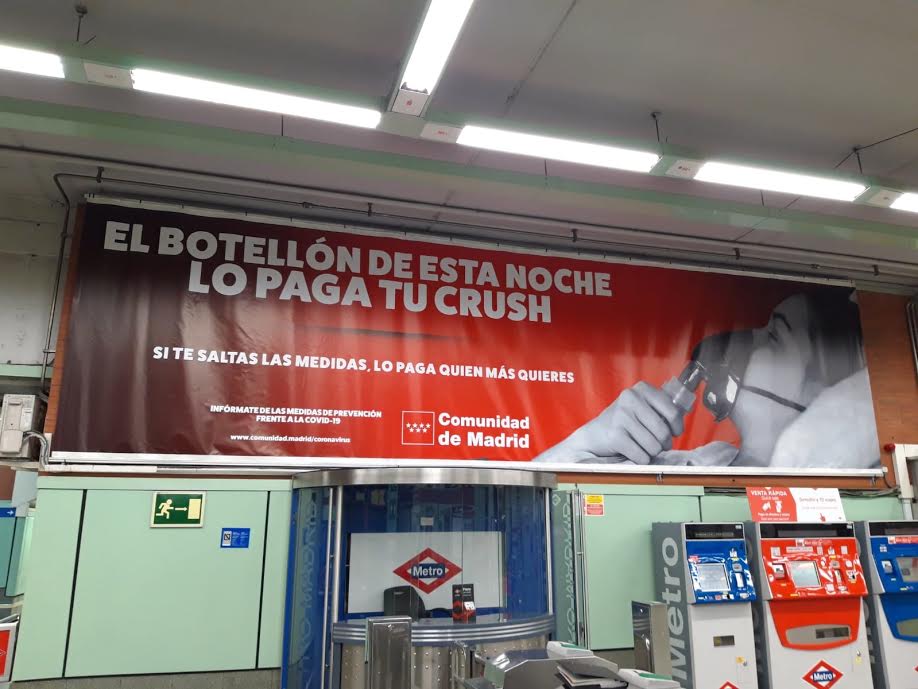 EL BOTELLÓN DE ESTA NOCHE
LO PAGA TU CRUSH
SI TE SALTAS LAS MEDIDAS, LO PAGA QUIEN MÁS QUIERES
INFÓRMATE DE LAS MEDIDAS DE PREVENCIÓN
FRENTE A LA COVID-19
www.comunidad.madrid/coronavirus
Comunidad
de Madrid
Metro
VENTA RÁPIDA
Metro
Metro